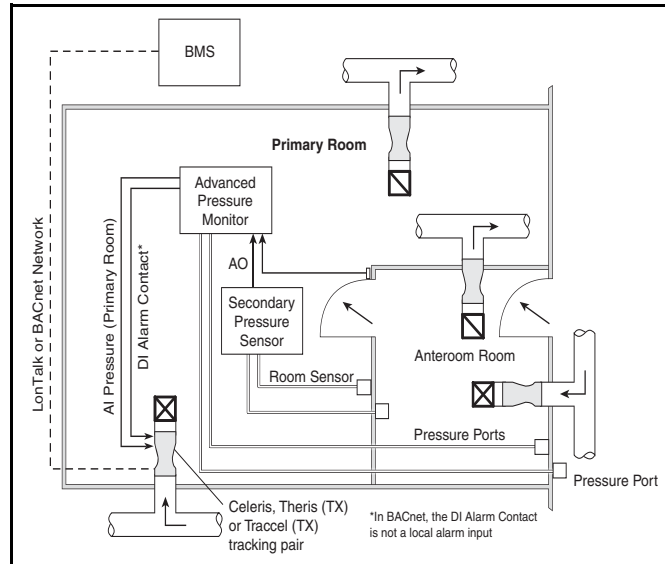 BMS
Primary Room
Advanced
Pressure
Monitor
LonTalk or BACnet Network
AI Pressure (Primary Room)
DI Alarm Contact*
AO
Secondary
Pressure
Sensor
Anteroom Room
Room Sensor
Pressure Ports
Pressure Port
Celeris, Theris (TX)
or Traccel (TX)
tracking pair
*In BACnet, the DI Alarm Contact
is not a local alarm input